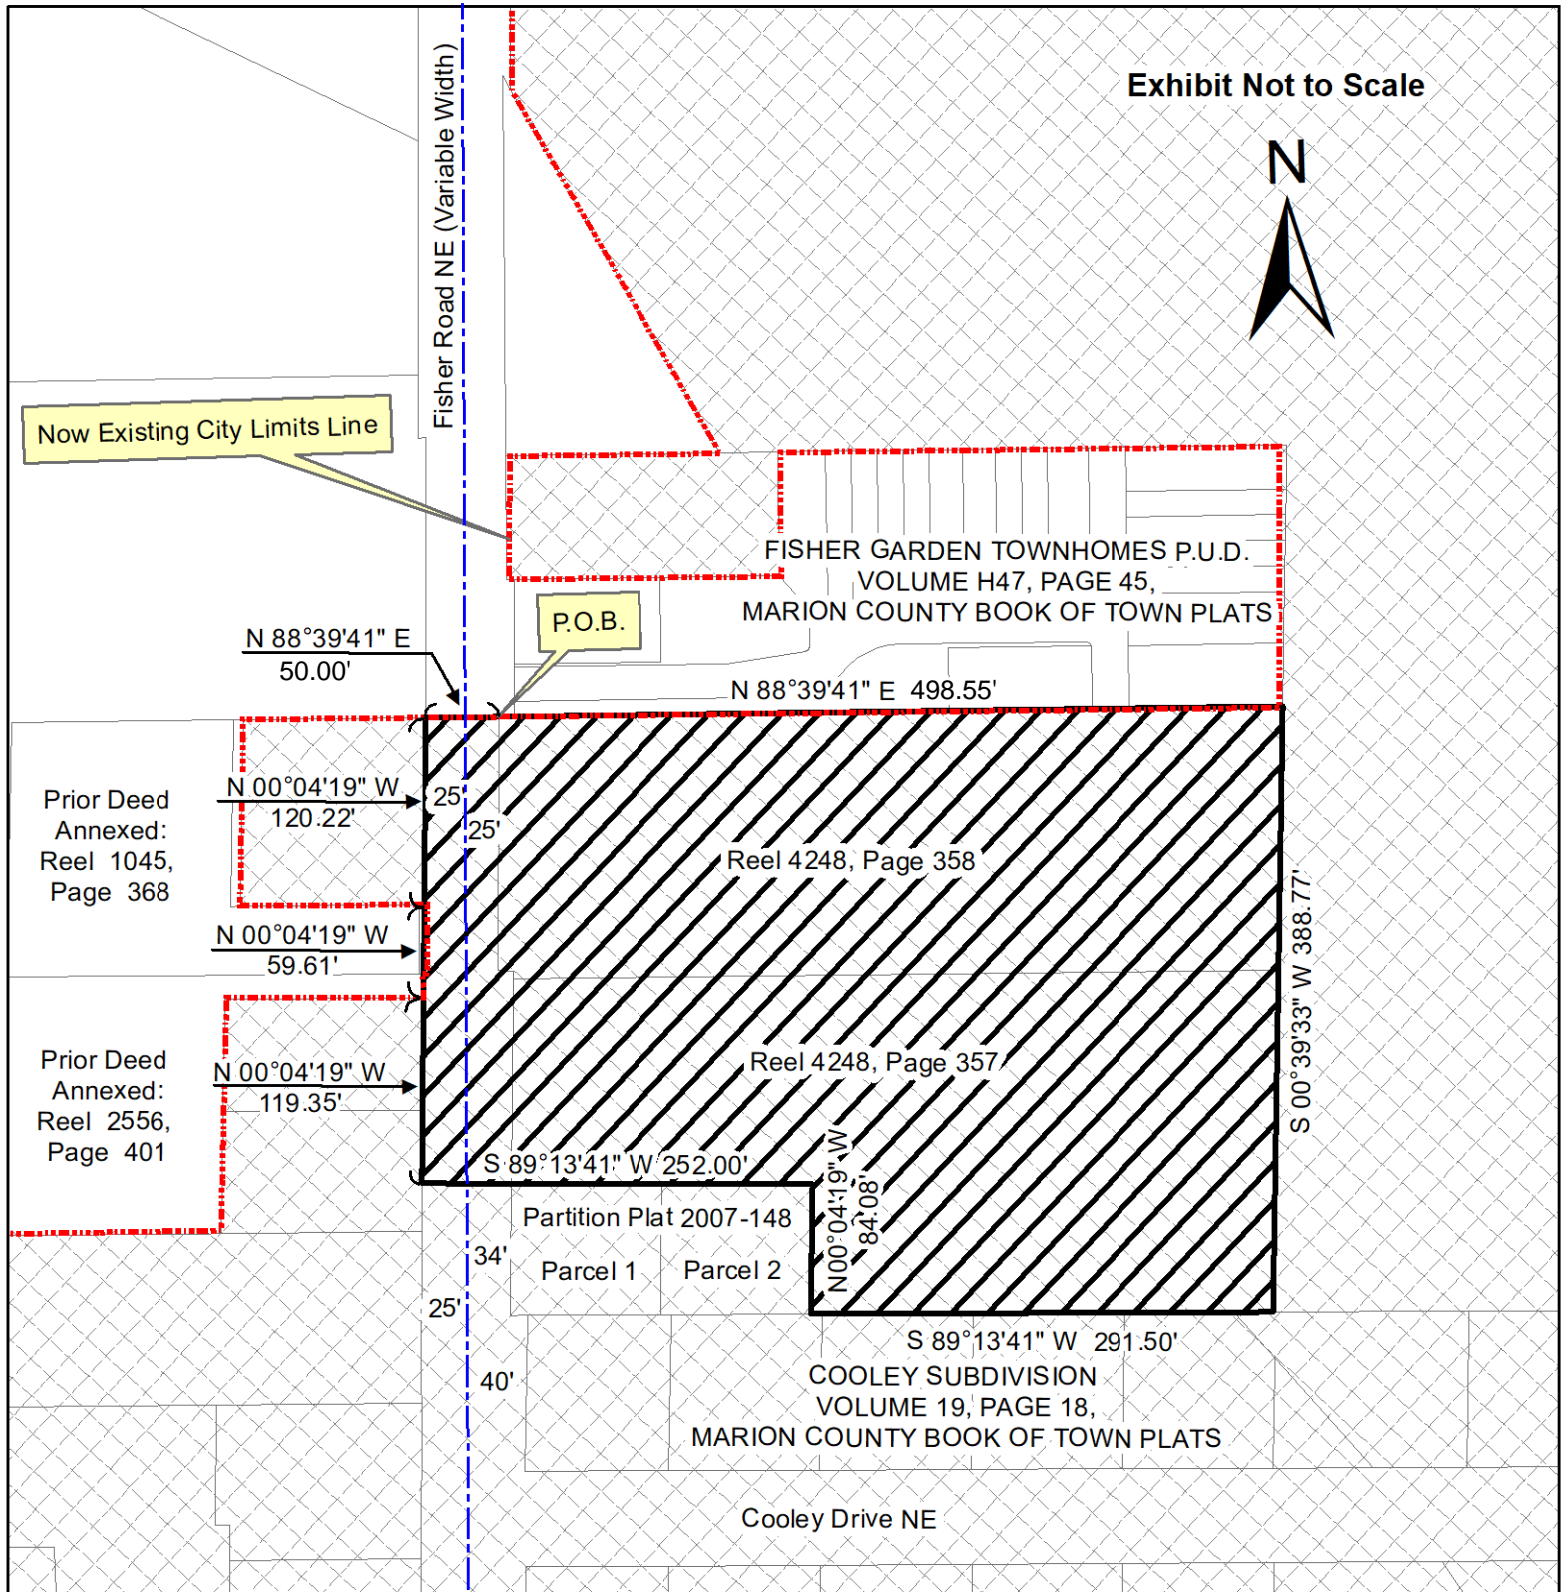 Exhibit Not to Scale
N
Fisher Road NE (Variable Width)
Now Existing City Limits Line
FISHER GARDEN TOWNHOMES P.U.D.
VOLUME H47, PAGE 45,
MARION COUNTY BOOK OF TOWN PLATS
P.O.B.
N 88°39'41" E
50.00'
N 88°39'41" E 498.55'
Prior Deed
Annexed:
Reel 1045,
Page 368
N 00°04'19" W
120.22'
25'
25'
Reel 4248, Page 358
S 00°39'33" W 388.77'
N 00°04'19" W
59.61'
Prior Deed
Annexed:
Reel 2556,
Page 401
N 00°04'19" W
119.35'
Reel 4248, Page 357
S 89°13'41" W 252.00'
N 00°04'19" W
84.08'
Partition Plat 2007-148
Parcel 1
Parcel 2
34'
25'
40'
S 89°13'41" W 291.50'
COOLEY SUBDIVISION
VOLUME 19, PAGE 18,
MARION COUNTY BOOK OF TOWN PLATS
Cooley Drive NE